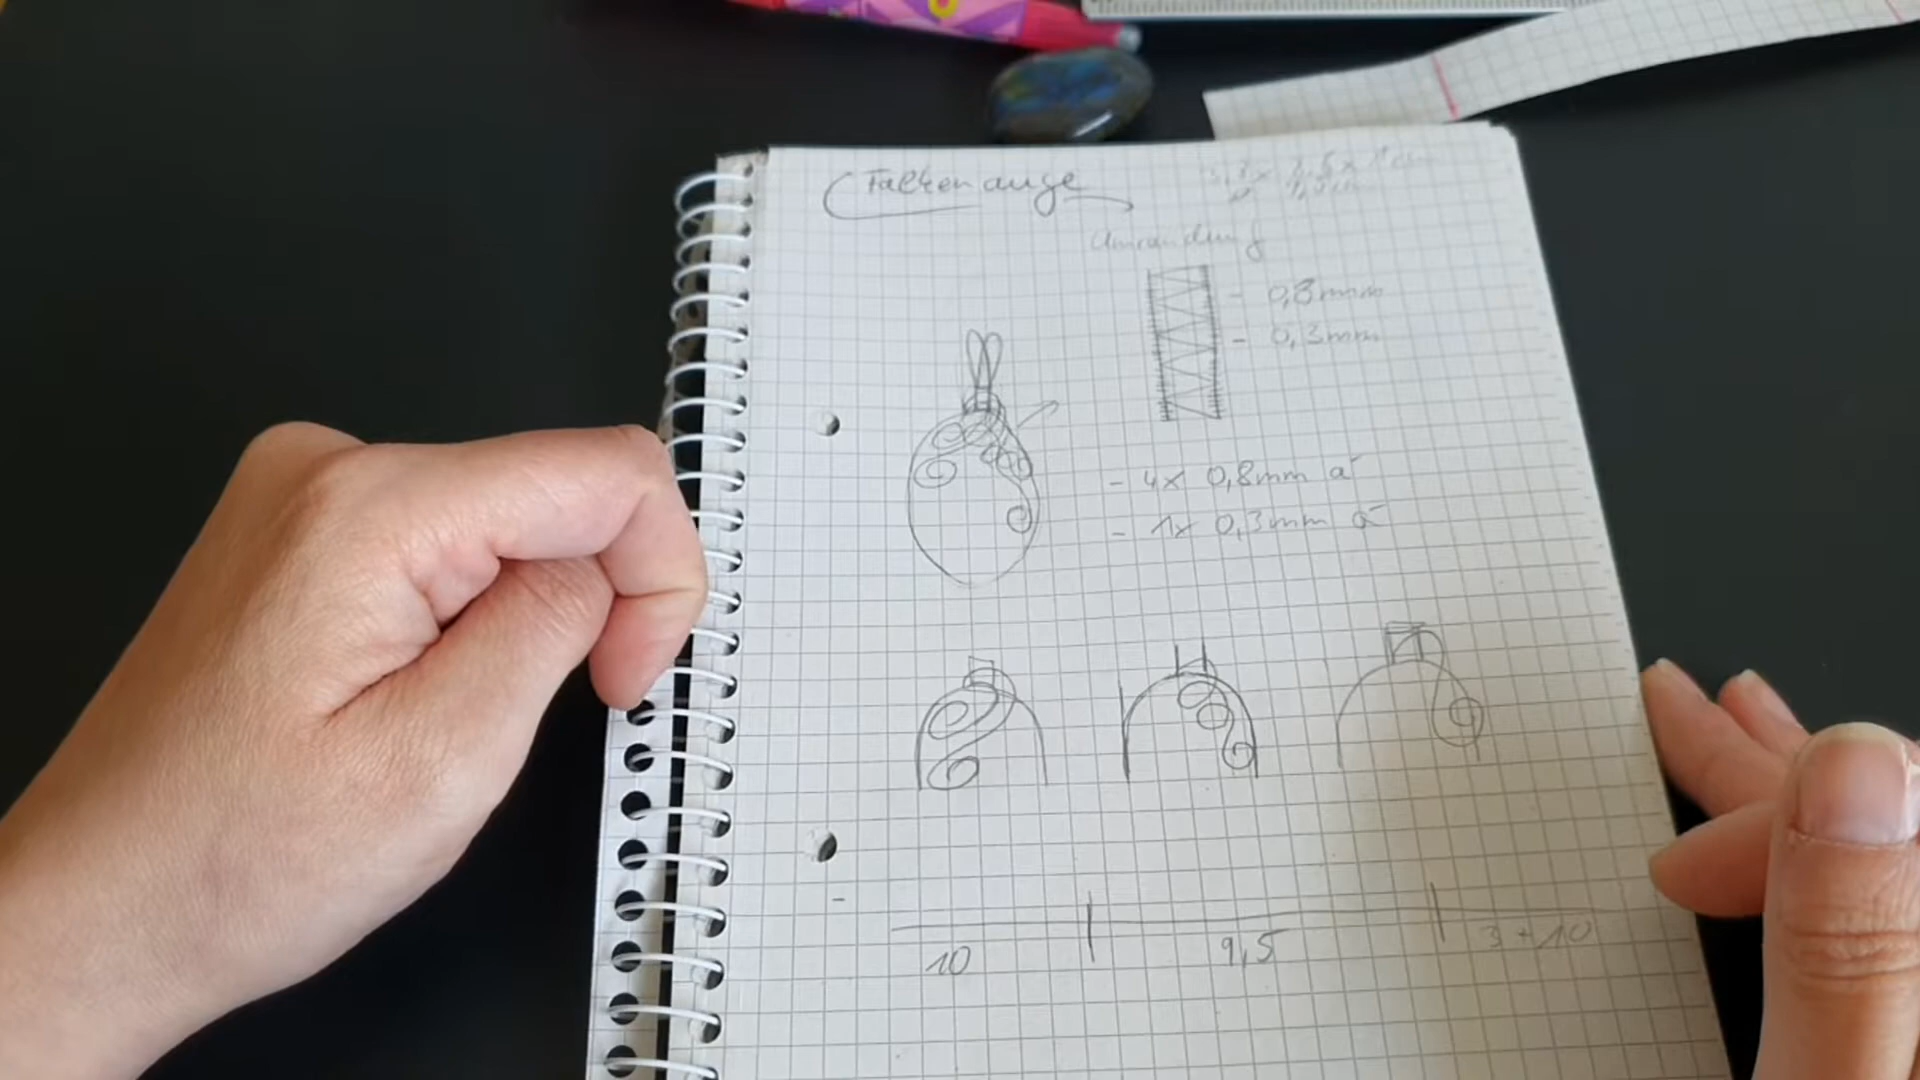 Falkenauge
Umrandung
- 0,8mm
- 0,3mm
- 4x 0,8mm à
- 1x 0,3mm à
10
9,5
3+10